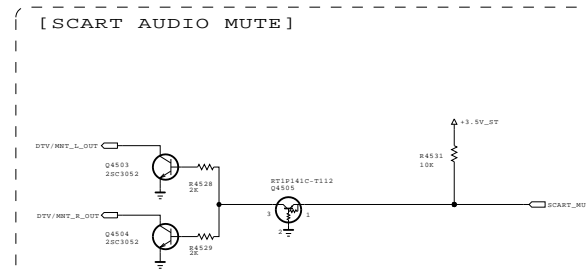 [SCART AUDIO MUTE]
+3.5V_ST
DTV/MNT_L_OUT
R4531
10K
Q4503
2SC3052
R4528
2K
RT1P141C-T112
Q4505
3
1
2
SCART_MU
DTV/MNT_R_OUT
Q4504
2SC3052
R4529
2K